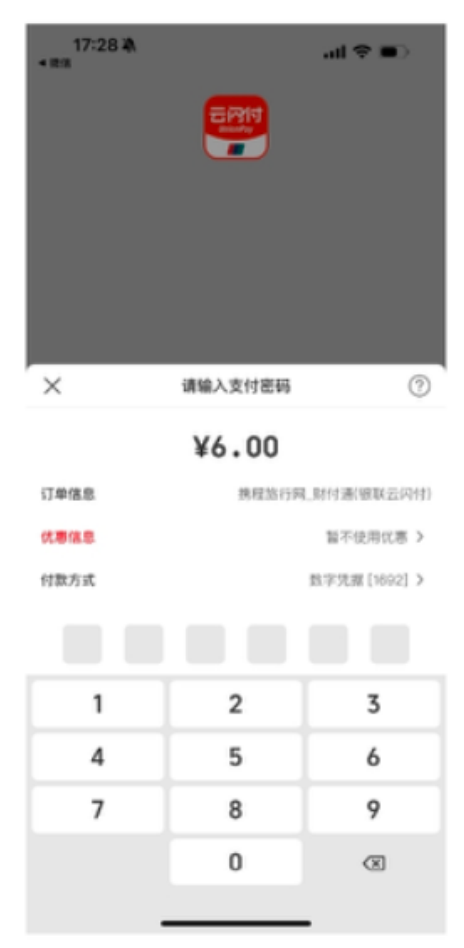 17:28
◀ 微信
云闪付
请输入支付密码
¥6.00
订单信息 携程旅行网_财付通(银联云闪付)
优惠信息 暂不使用优惠
付款方式 数字凭据 [1692]
1 2 3
4 5 6
7 8 9
0